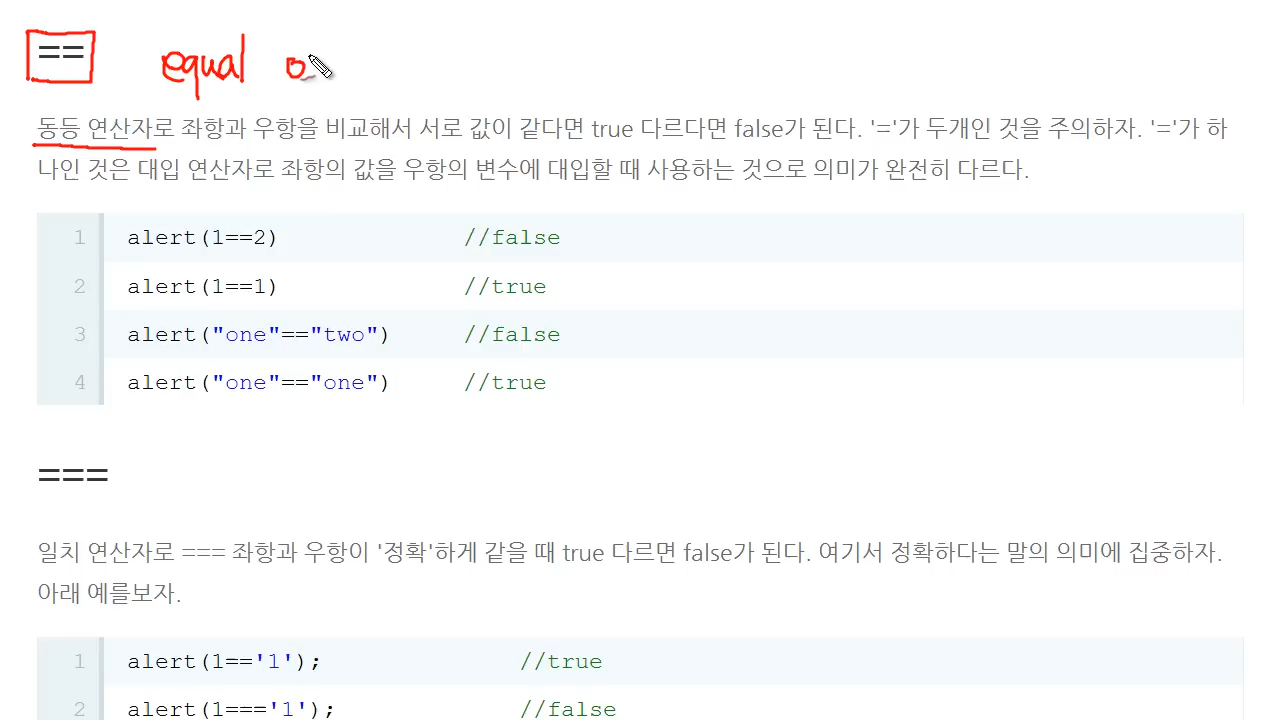 ==
equal o
동등 연산자로 좌항과 우항을 비교해서 서로 값이 같다면 true 다르다면 false가 된다. '='가 두개인 것을 주의하자. '='가 하
나인 것은 대입 연산자로 좌항의 값을 우항의 변수에 대입할 때 사용하는 것으로 의미가 완전히 다르다.
1 alert(1==2) //false
2 alert(1==1) //true
3 alert("one"=="two") //false
4 alert("one"=="one") //true
===
일치 연산자로 === 좌항과 우항이 '정확'하게 같을 때 true 다르면 false가 된다. 여기서 정확하다는 말의 의미에 집중하자.
아래 예를보자.
1 alert(1=='1'); //true
2 alert(1==='1'); //false